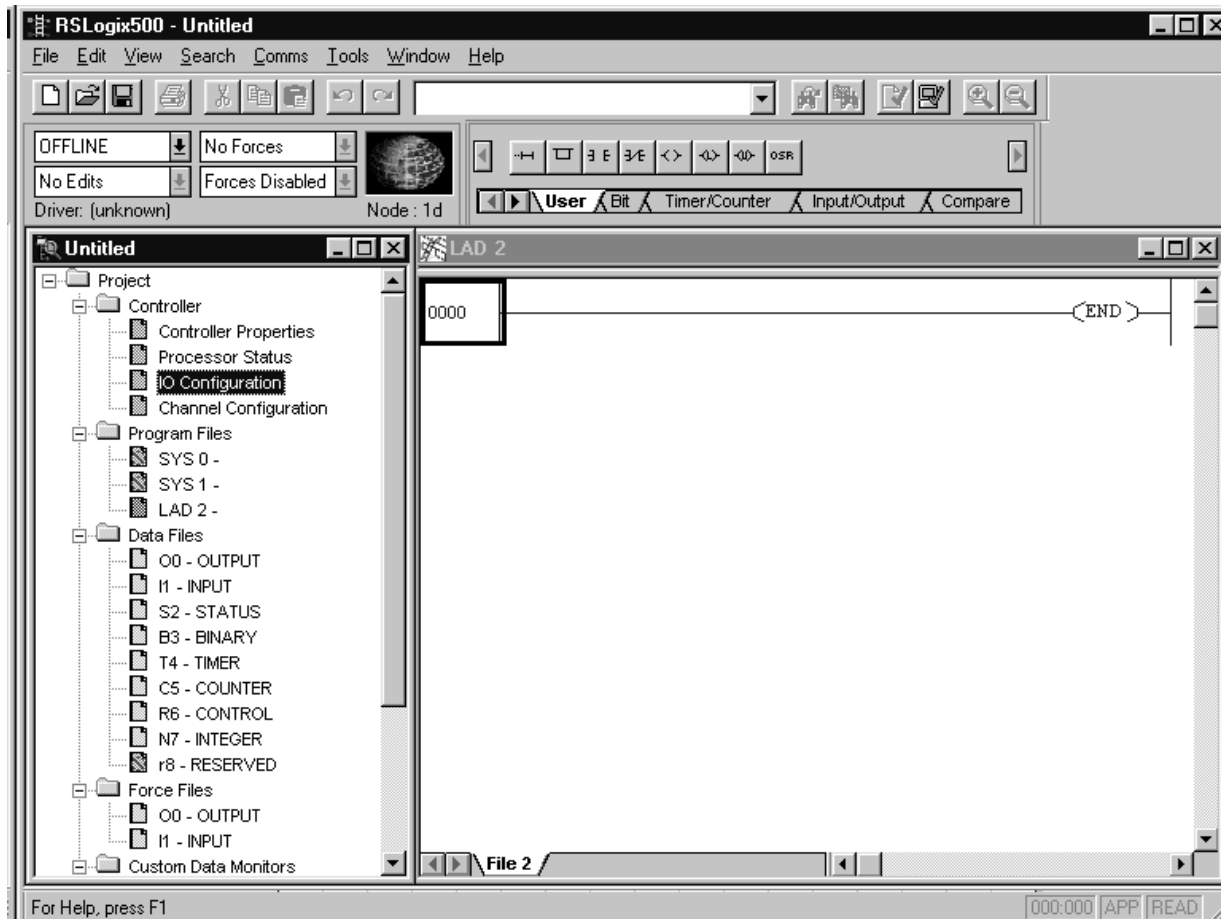 RSLogix500 - Untitled
File Edit View Search Comms Tools Window Help
OFFLINE
No Forces
No Edits
Forces Disabled
Driver: (unknown)
Node : 1d
OSR
User
Bit
Timer/Counter
Input/Output
Compare
Untitled
Project
Controller
Controller Properties
Processor Status
IO Configuration
Channel Configuration
Program Files
SYS 0 -
SYS 1 -
LAD 2 -
Data Files
O0 - OUTPUT
I1 - INPUT
S2 - STATUS
B3 - BINARY
T4 - TIMER
C5 - COUNTER
R6 - CONTROL
N7 - INTEGER
r8 - RESERVED
Force Files
O0 - OUTPUT
I1 - INPUT
Custom Data Monitors
LAD 2
0000
END
File 2
For Help, press F1
000:000 APP READ